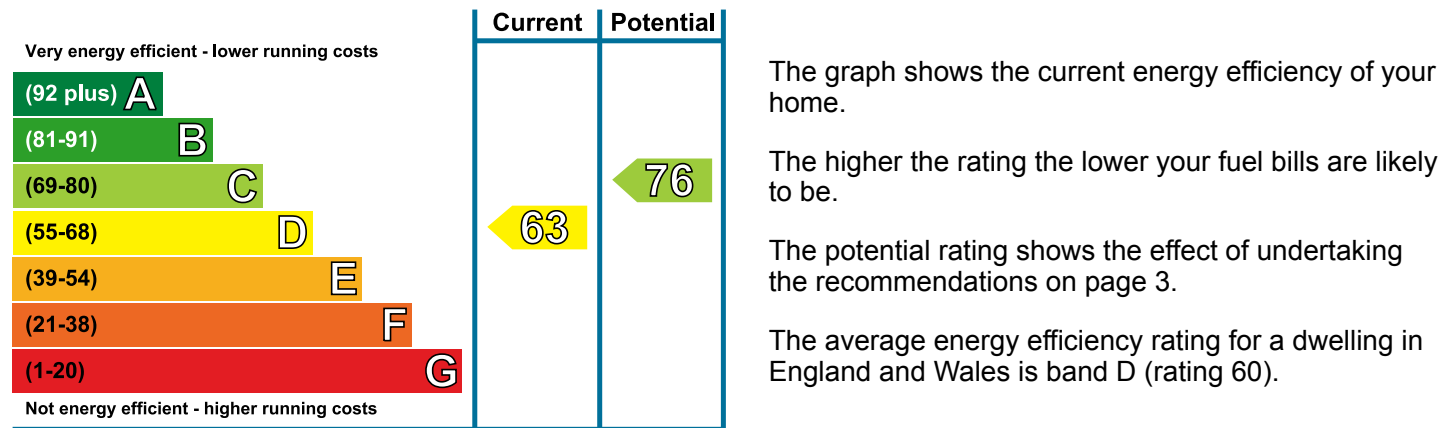 Current Potential
Very energy efficient - lower running costs
(92 plus) A
(81-91) B
(69-80) C
(55-68) D
(39-54) E
(21-38) F
(1-20) G
Not energy efficient - higher running costs
63
76
The graph shows the current energy efficiency of your
home.
The higher the rating the lower your fuel bills are likely
to be.
The potential rating shows the effect of undertaking
the recommendations on page 3.
The average energy efficiency rating for a dwelling in
England and Wales is band D (rating 60).